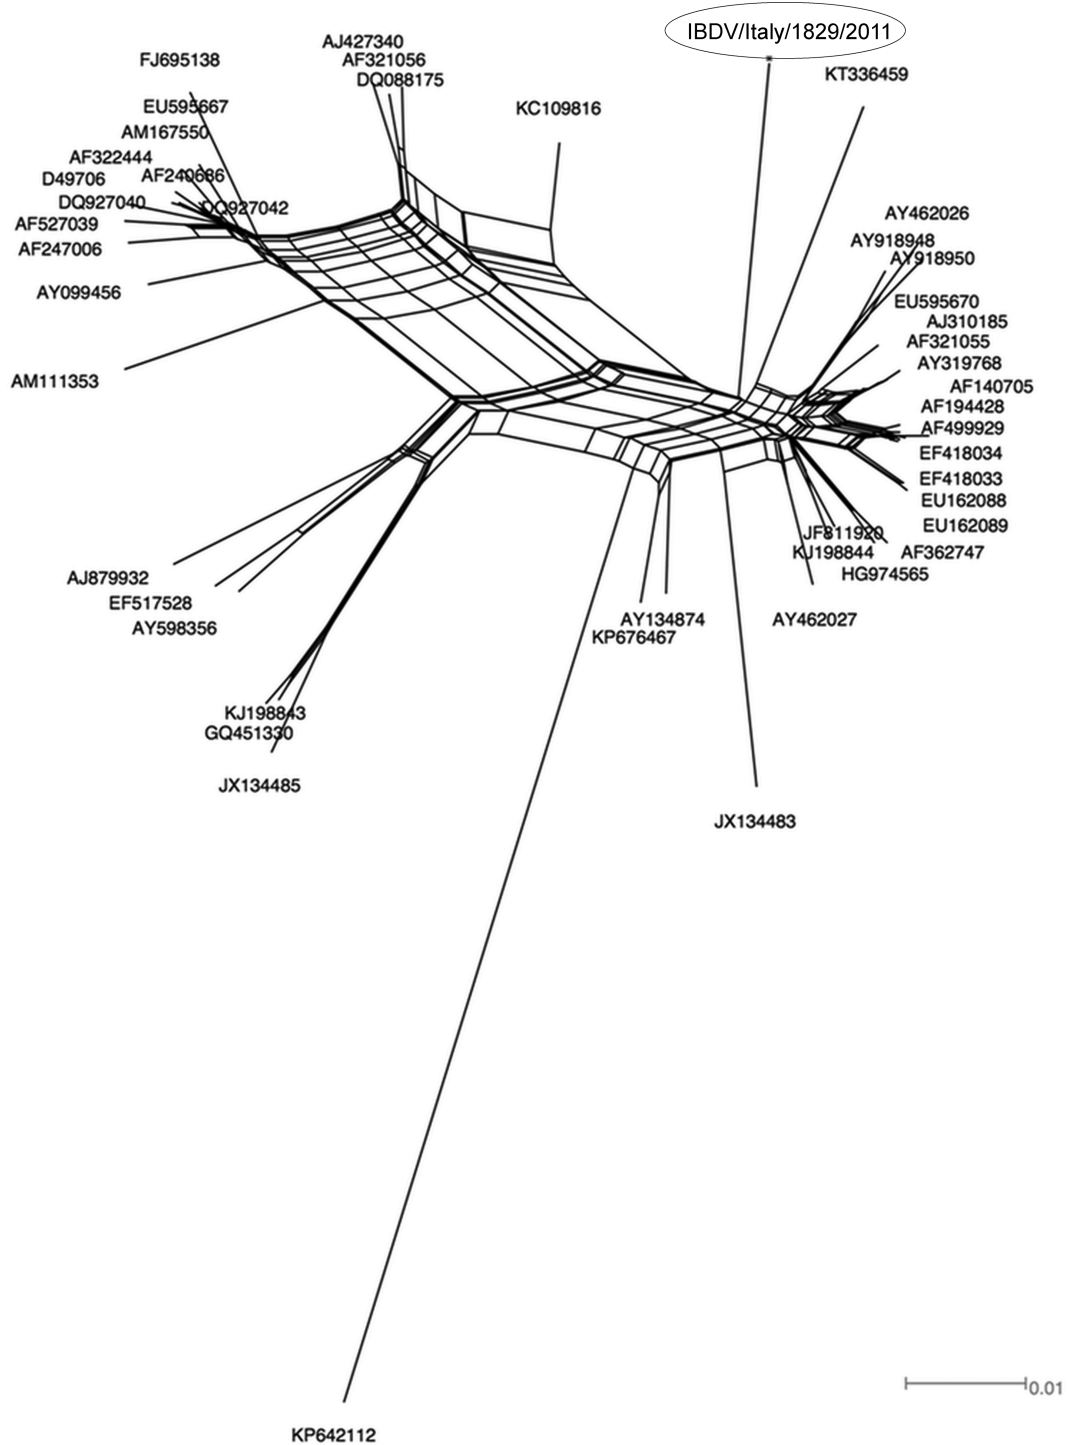 IBDV/Italy/1829/2011
AJ427340
FJ695138
AF321056
KT336459
DQ088175
EU595667
KC109816
AM167550
AF322444
AF240686
D49706
DQ927040
DQ927042
AY462026
AF527039
AY918948
AF247006
AY918950
AY099456
EU595670
AJ310185
AF321055
AY319768
AM111353
AF140705
AF194428
AF499929
EF418034
EF418033
EU162088
EU162089
JF811920
KJ198844
AF362747
HG974565
AJ879932
EF517528
AY598356
AY134874
AY462027
KP676467
KJ198843
GQ451330
JX134485
JX134483
0.01
KP642112